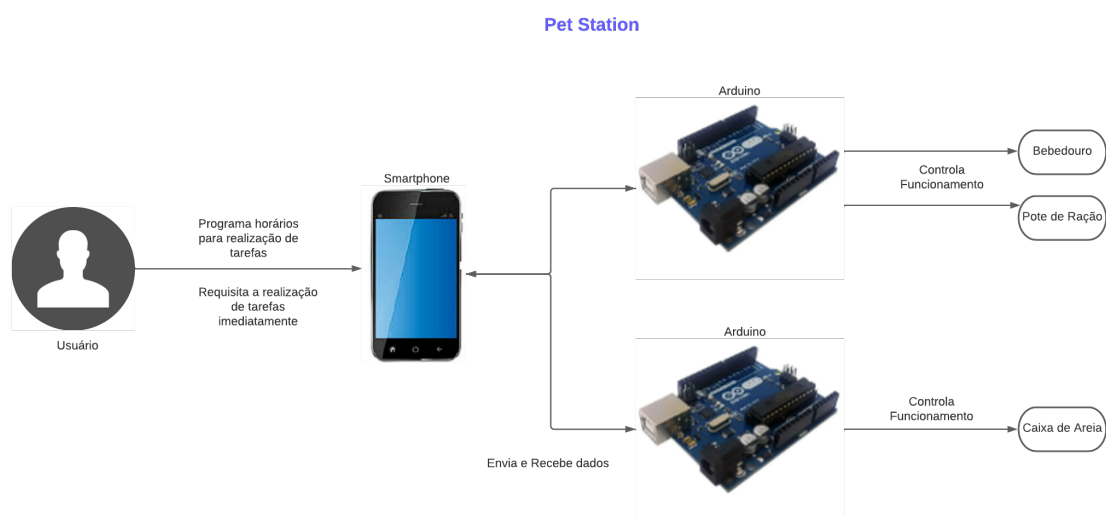 Pet Station
Arduino
Bebedouro
Controla
Funcionamento
Pote de Ração
Smartphone
Programa horários
para realização de
tarefas
Requisita a realização
de tarefas
imediatamente
Usuário
Arduino
Controla
Funcionamento
Caixa de Areia
Envia e Recebe dados